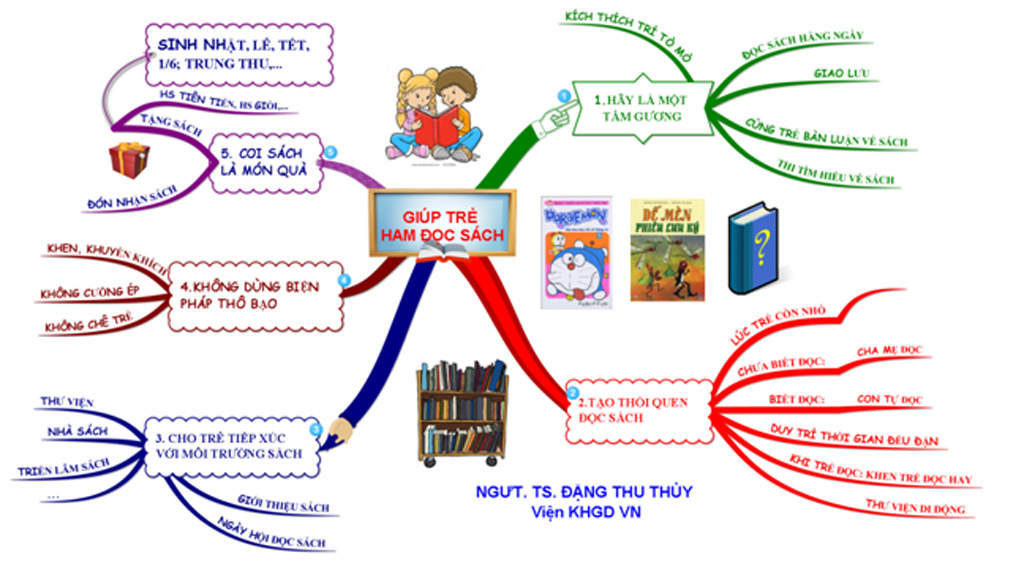 GIÚP TRẺ
HAM ĐỌC SÁCH
1
1.HÃY LÀ MỘT
TẤM GƯƠNG
KÍCH THÍCH TRÍ TÒ MÒ
ĐỌC SÁCH HÀNG NGÀY
GIAO LƯU
CÙNG TRẺ BÀN LUẬN VỀ SÁCH
THI TÌM HIỂU VỀ SÁCH
DORAEMON
DẾ MÈN
PHIÊU LƯU KÝ
?
2
2.TẠO THÓI QUEN
ĐỌC SÁCH
LÚC TRẺ CÒN NHỎ
CHƯA BIẾT ĐỌC:
CHA MẸ ĐỌC
BIẾT ĐỌC:
CON TỰ ĐỌC
DUY TRÌ THỜI GIAN ĐỀU ĐẶN
KHI TRẺ ĐỌC: KHEN TRẺ ĐỌC HAY
THƯ VIỆN DI ĐỘNG
3
3. CHO TRẺ TIẾP XÚC
VỚI MÔI TRƯỜNG SÁCH
THƯ VIỆN
NHÀ SÁCH
TRIỂN LÃM SÁCH
...
GIỚI THIỆU SÁCH
NGÀY HỘI ĐỌC SÁCH
4
4.KHÔNG DÙNG BIỆN
PHÁP THÔ BẠO
KHEN, KHUYẾN KHÍCH
KHÔNG CƯỠNG ÉP
KHÔNG CHÊ TRẺ
5
5. COI SÁCH
LÀ MÓN QUÀ
SINH NHẬT, LỄ, TẾT,
1/6; TRUNG THU,...
HS TIÊN TIẾN, HS GIỎI,...
TẶNG SÁCH
ĐÓN NHẬN SÁCH
NGƯT. TS. ĐẶNG THU THỦY
Viện KHGD VN